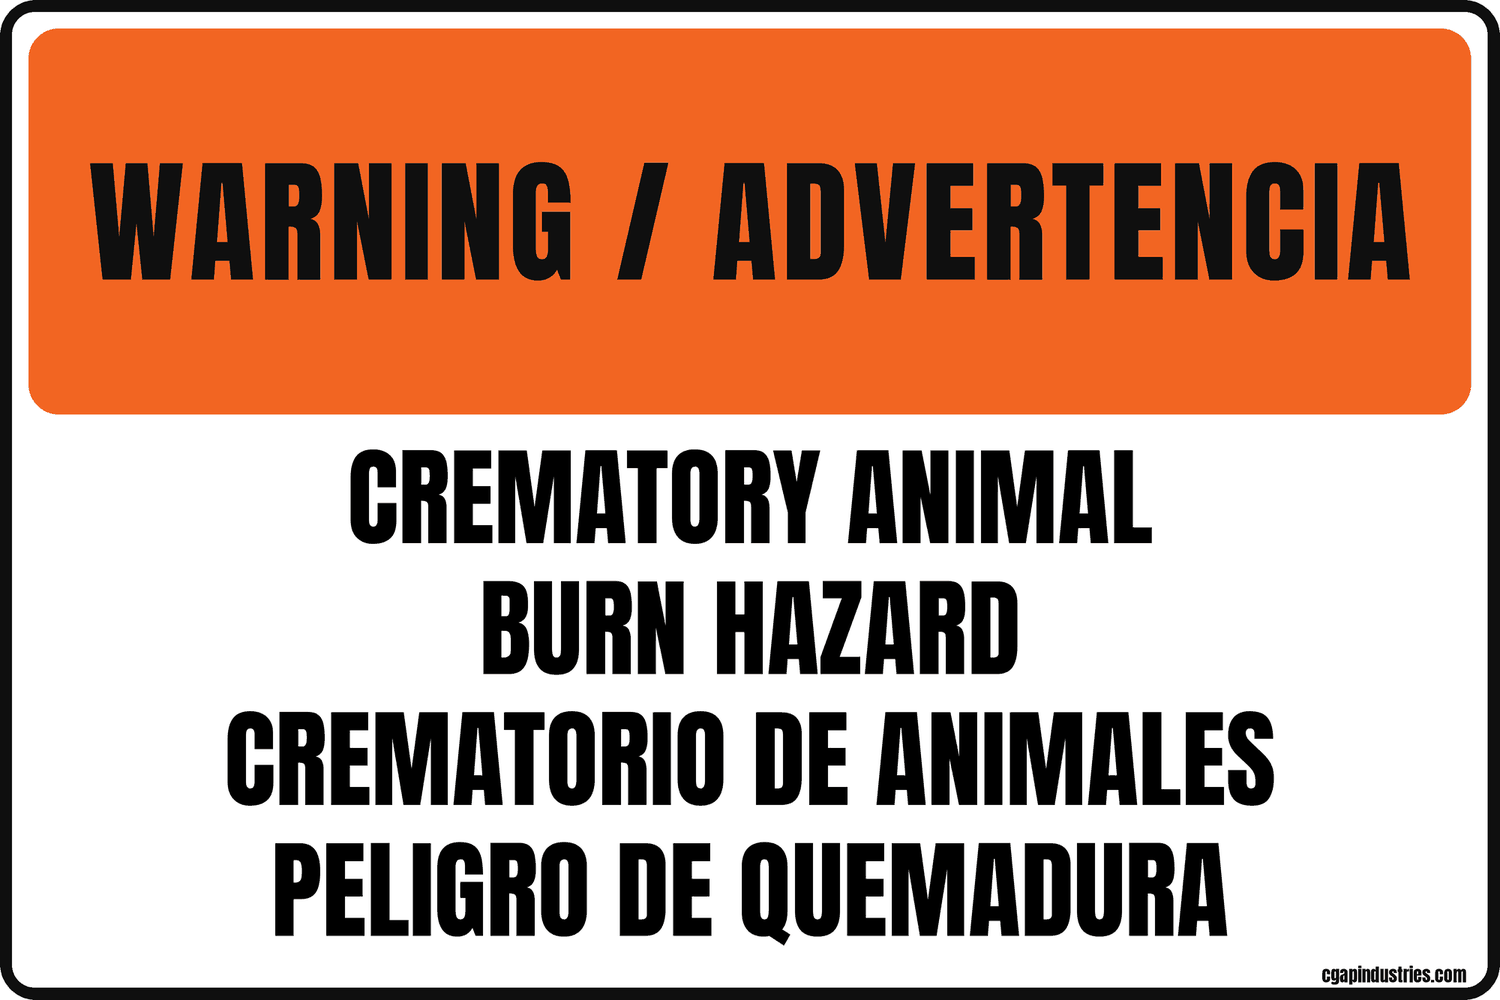 WARNING / ADVERTENCIA
CREMATORY ANIMAL
BURN HAZARD
CREMATORIO DE ANIMALES
PELIGRO DE QUEMADURA
cgapindustries.com